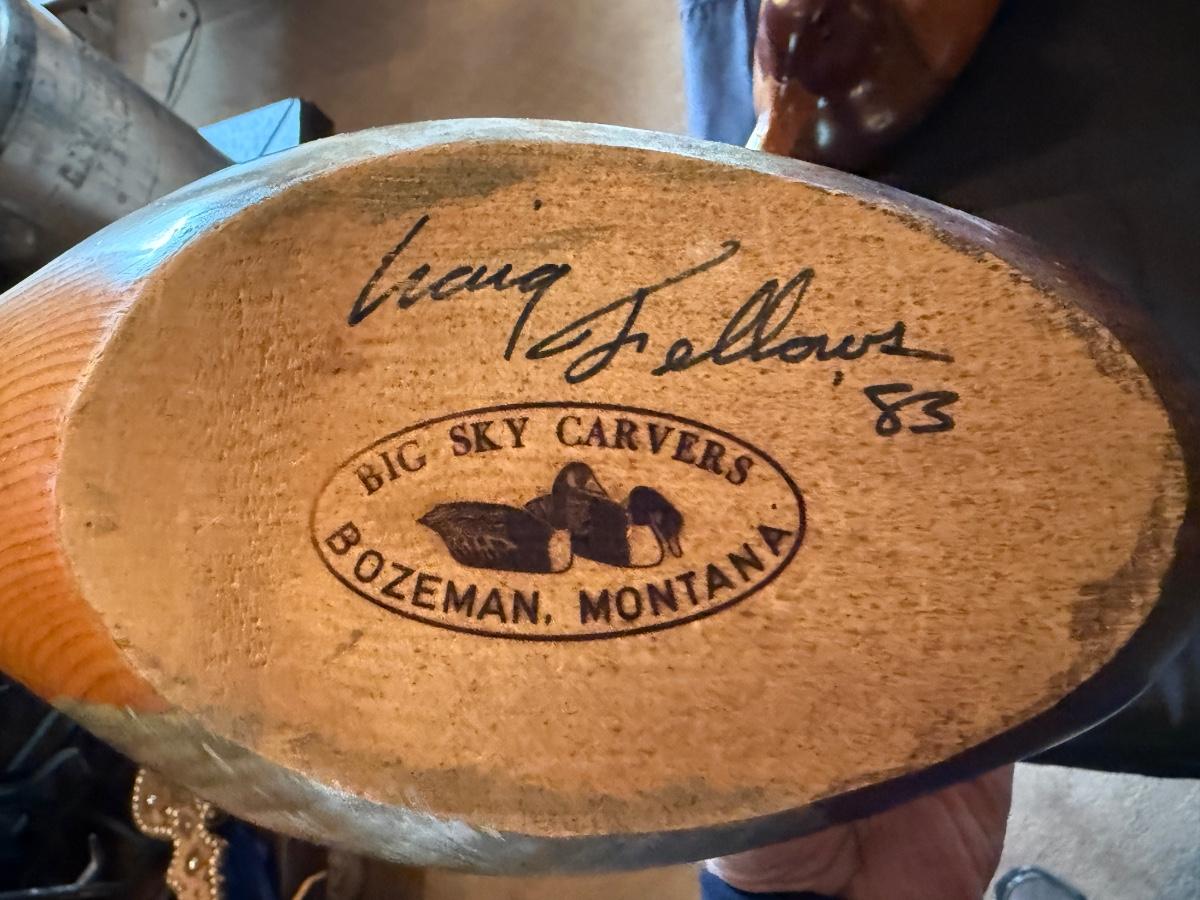 Craig Fellows
'83
BIG SKY CARVERS
BOZEMAN, MONTANA